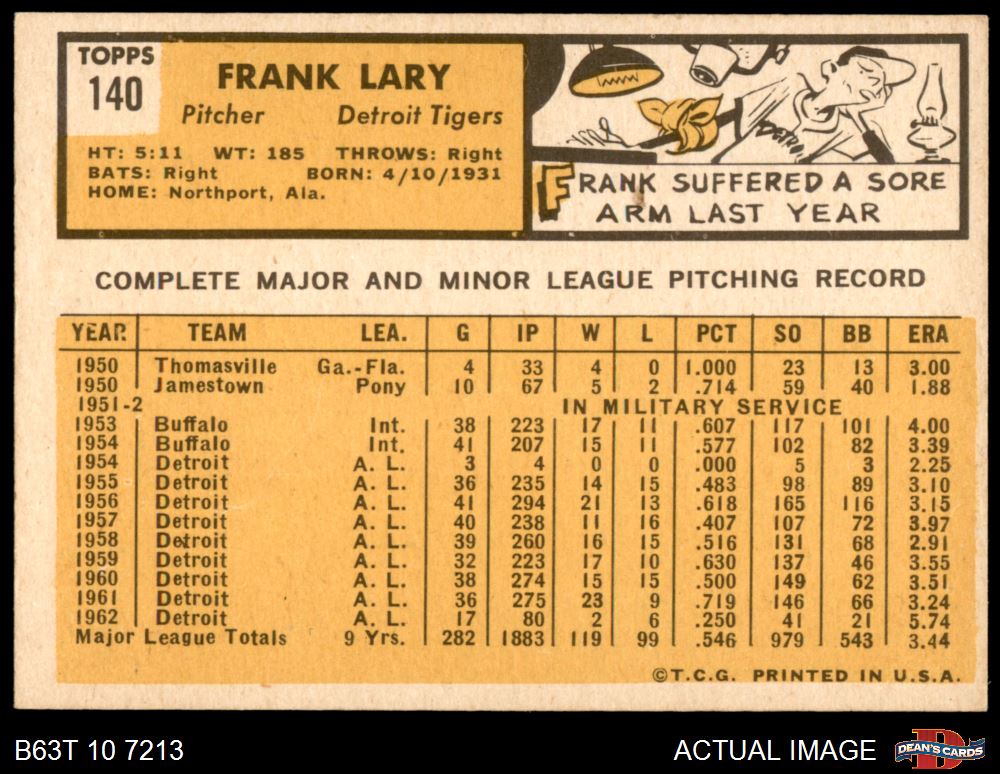 TOPPS
140
FRANK LARY
Pitcher Detroit Tigers
HT: 5:11 WT: 185 THROWS: Right
BATS: Right BORN: 4/10/1931
HOME: Northport, Ala.
DETROI
FRANK SUFFERED A SORE
ARM LAST YEAR
COMPLETE MAJOR AND MINOR LEAGUE PITCHING RECORD
YEAR TEAM LEA. G IP W L PCT SO BB ERA
1950 Thomasville Ga.-Fla. 4 33 4 0 1.000 23 13 3.00
1950 Jamestown Pony 10 67 5 2 .714 59 40 1.88
1951-2 IN MILITARY SERVICE
1953 Buffalo Int. 38 223 17 11 .607 117 101 4.00
1954 Buffalo Int. 41 207 15 11 .577 102 82 3.39
1954 Detroit A. L. 3 4 0 0 .000 5 3 2.25
1955 Detroit A. L. 36 235 14 15 .483 98 89 3.10
1956 Detroit A. L. 41 294 21 13 .618 165 116 3.15
1957 Detroit A. L. 40 238 11 16 .407 107 72 3.97
1958 Detroit A. L. 39 260 16 15 .516 131 68 2.91
1959 Detroit A. L. 32 223 17 10 .630 137 46 3.55
1960 Detroit A. L. 38 274 15 15 .500 149 62 3.51
1961 Detroit A. L. 36 275 23 9 .719 146 66 3.24
1962 Detroit A. L. 17 80 2 6 .250 41 21 5.74
Major League Totals 9 Yrs. 282 1883 119 99 .546 979 543 3.44
©T.C.G. PRINTED IN U.S.A.
B63T 10 7213 ACTUAL IMAGE
D
DEAN'S CARDS